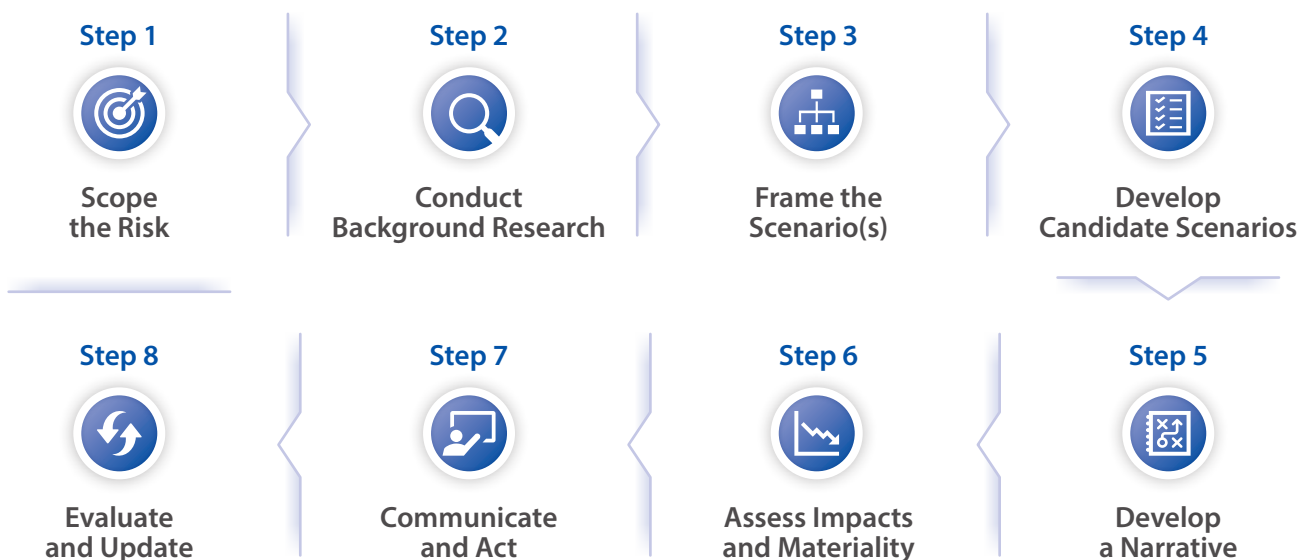 Step 1
Scope
the Risk
Step 2
Conduct
Background Research
Step 3
Frame the
Scenario(s)
Step 4
Develop
Candidate Scenarios
Step 5
Develop
a Narrative
Step 6
Assess Impacts
and Materiality
Step 7
Communicate
and Act
Step 8
Evaluate
and Update